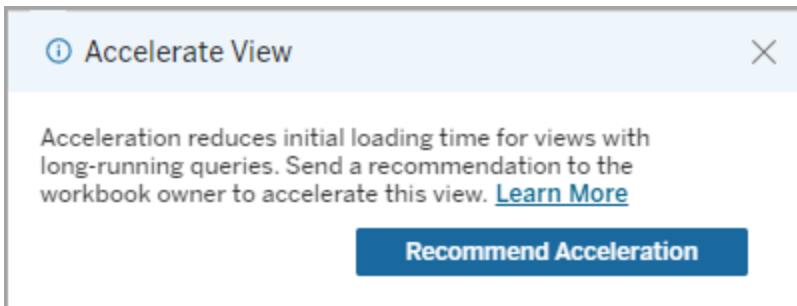 Accelerate View
Acceleration reduces initial loading time for views with
long-running queries. Send a recommendation to the
workbook owner to accelerate this view. Learn More
Recommend Acceleration